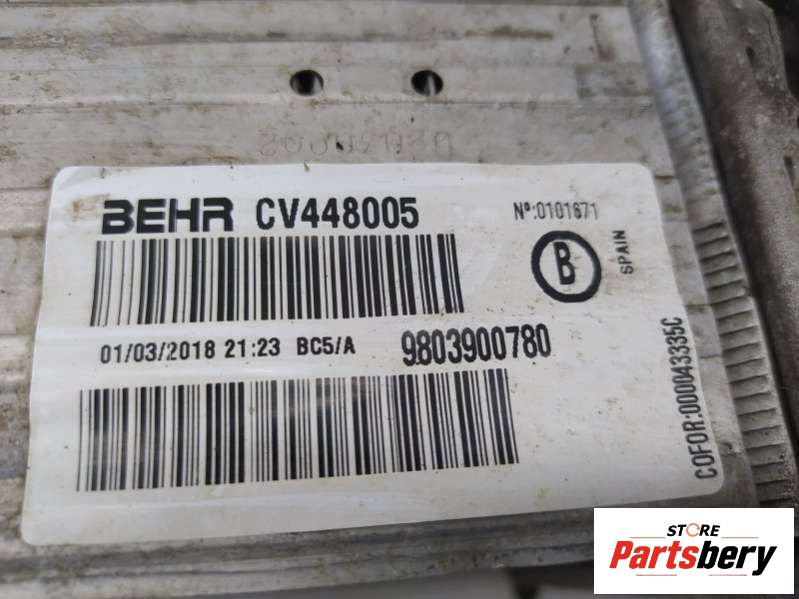 BEHR CV448005
Nº:0101671
B
SPAIN
01/03/2018 21:23 BC5/A 9803900780
COFOR:000043335C
STORE
Partsbery